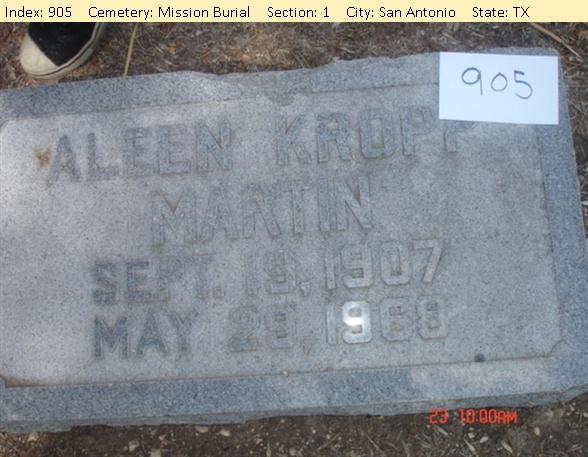 Index: 905 Cemetery: Mission Burial Section: 1 City: San Antonio State: TX
905
ALEEN KROPP
MARTIN
SEPT. 19, 1907
MAY 29, 1968
23 10:00AM